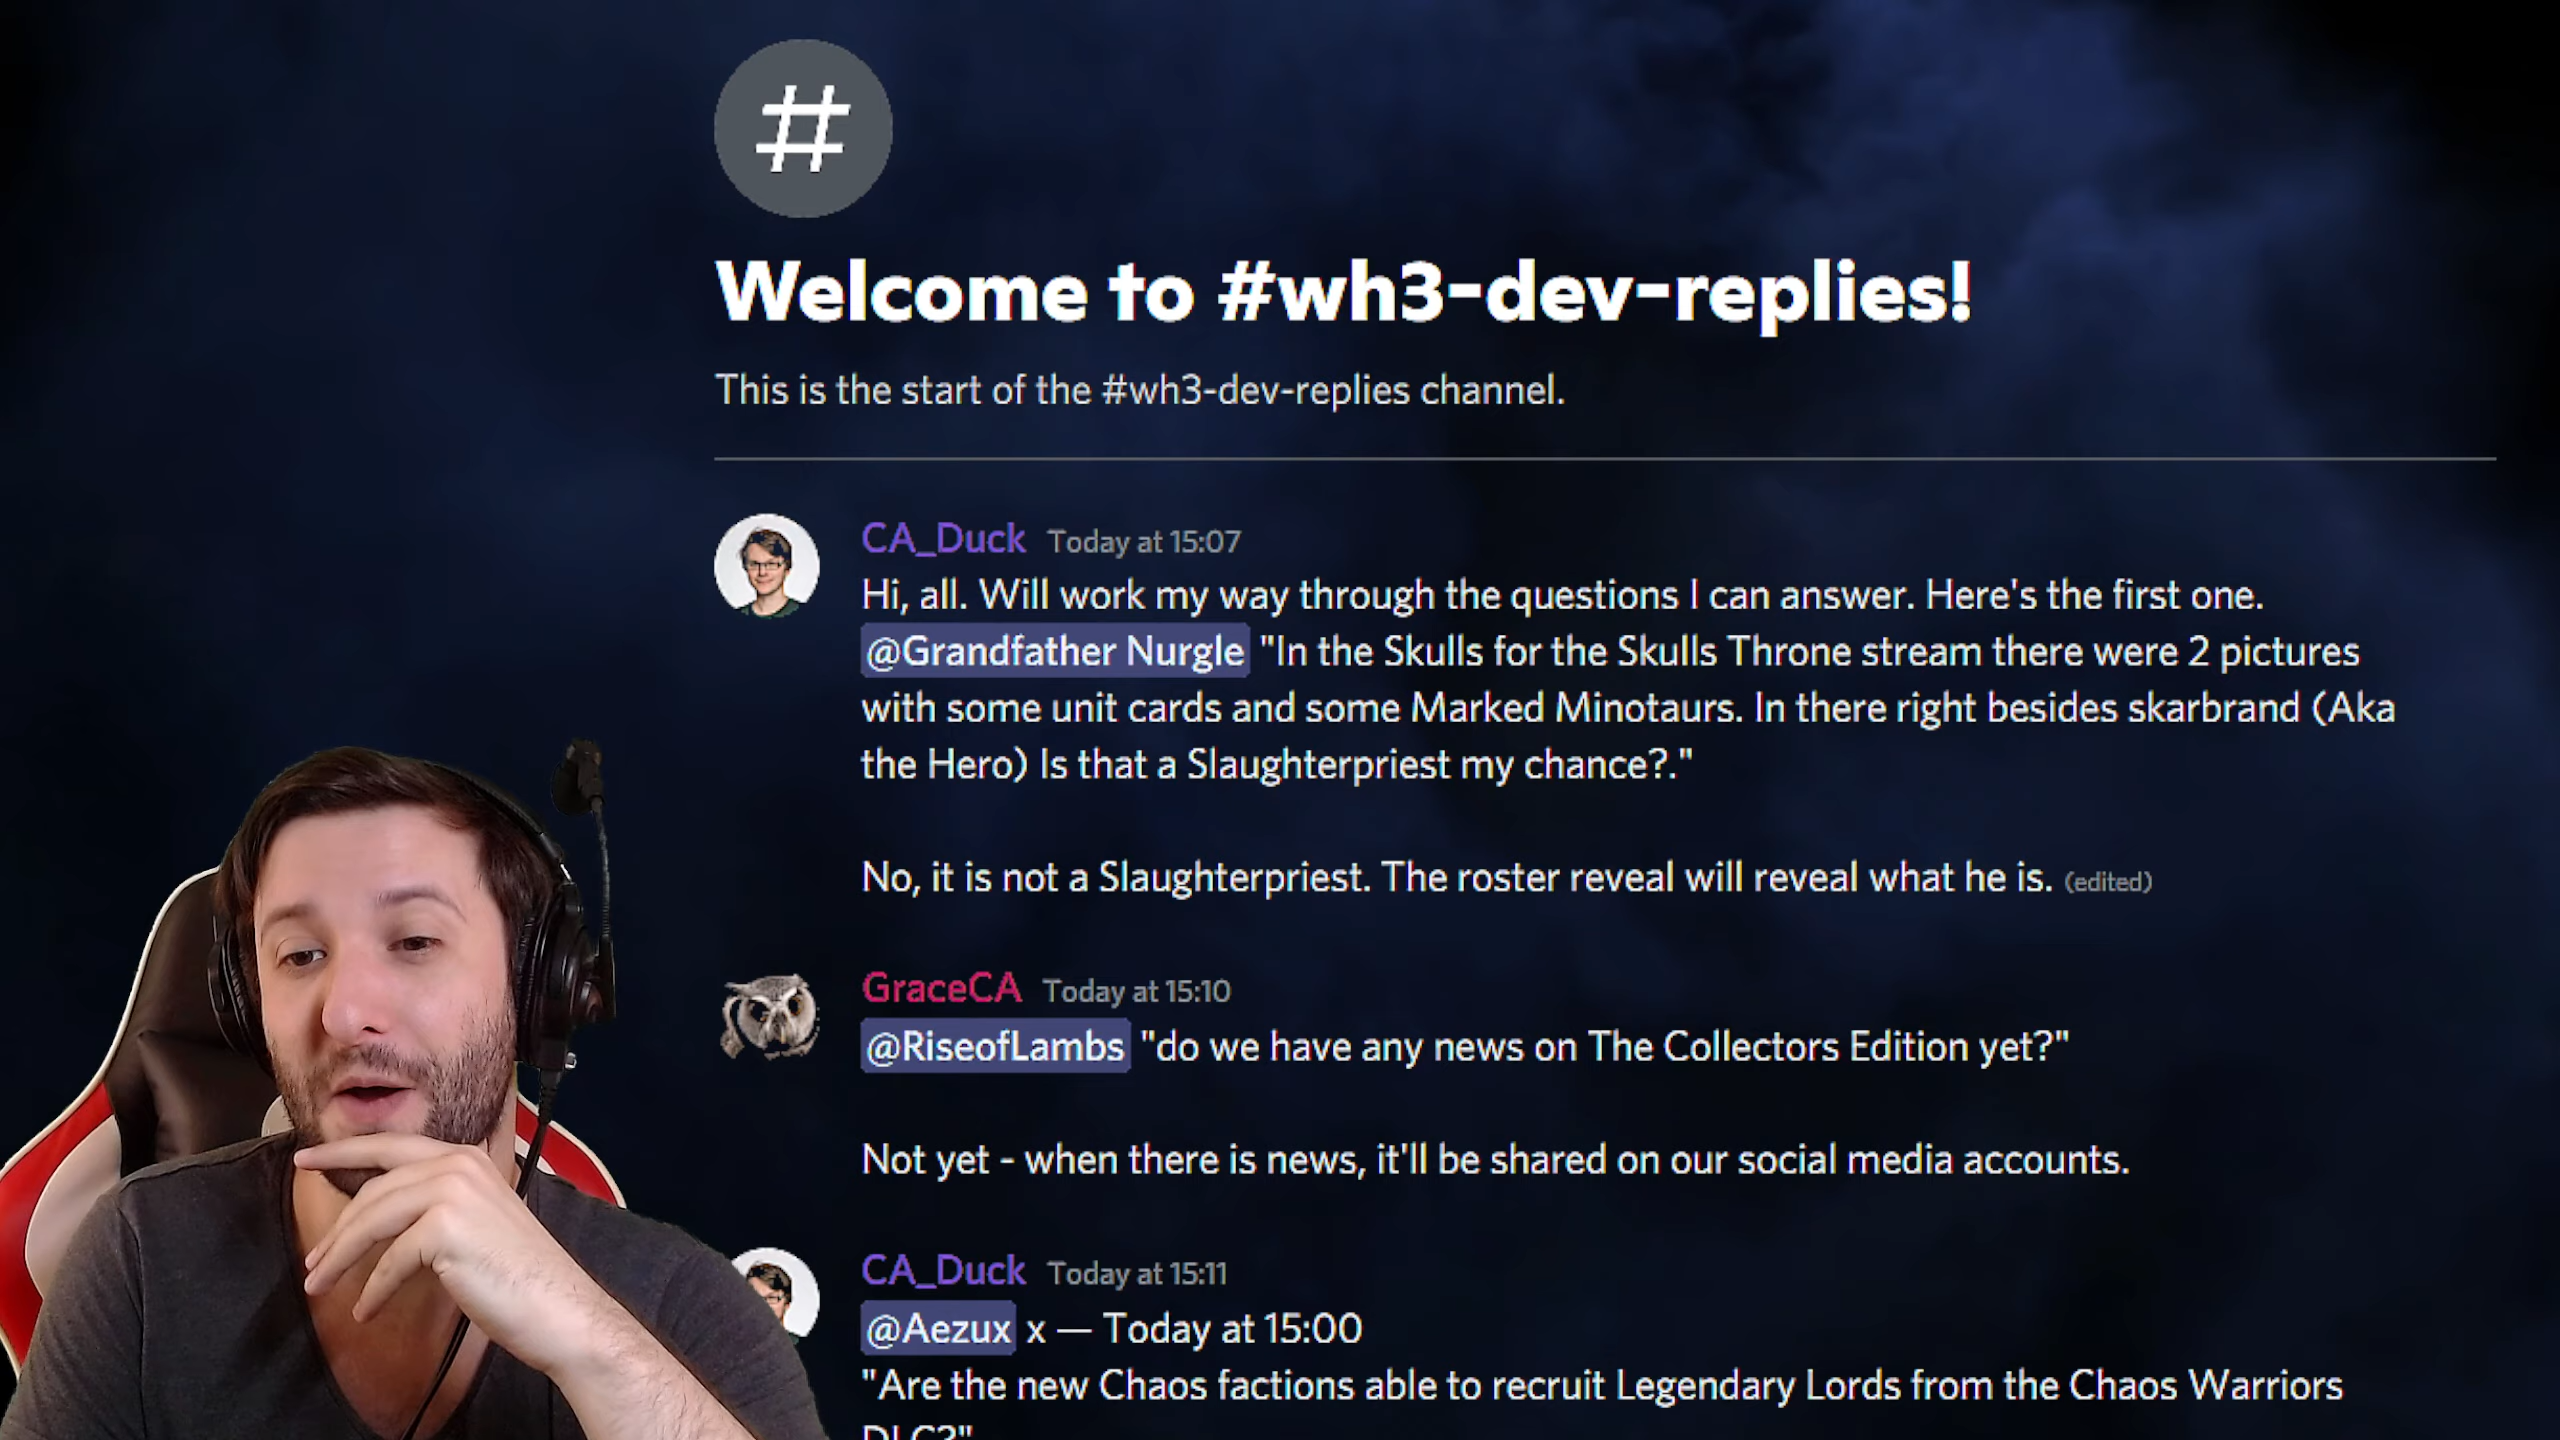 #
Welcome to #wh3-dev-replies!
This is the start of the #wh3-dev-replies channel.
CA_Duck Today at 15:07
Hi, all. Will work my way through the questions I can answer. Here's the first one.
@Grandfather Nurgle "In the Skulls for the Skulls Throne stream there were 2 pictures
with some unit cards and some Marked Minotaurs. In there right besides skarbrand (Aka
the Hero) Is that a Slaughterpriest my chance?."
No, it is not a Slaughterpriest. The roster reveal will reveal what he is. (edited)
GraceCA Today at 15:10
@RiseofLambs "do we have any news on The Collectors Edition yet?"
Not yet - when there is news, it'll be shared on our social media accounts.
CA_Duck Today at 15:11
@Aezux x — Today at 15:00
"Are the new Chaos factions able to recruit Legendary Lords from the Chaos Warriors
DLC?"